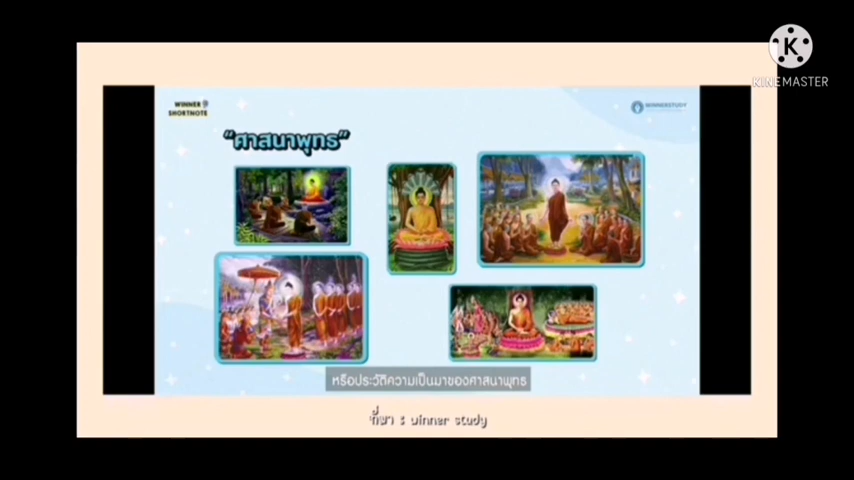 KINEMASTER
WINNER
SHORTNOTE
WINNERSTUDY
"ศาสนาพุทธ"
หรือประวัติความเป็นมาของศาสนาพุทธ
ที่มา : winner study